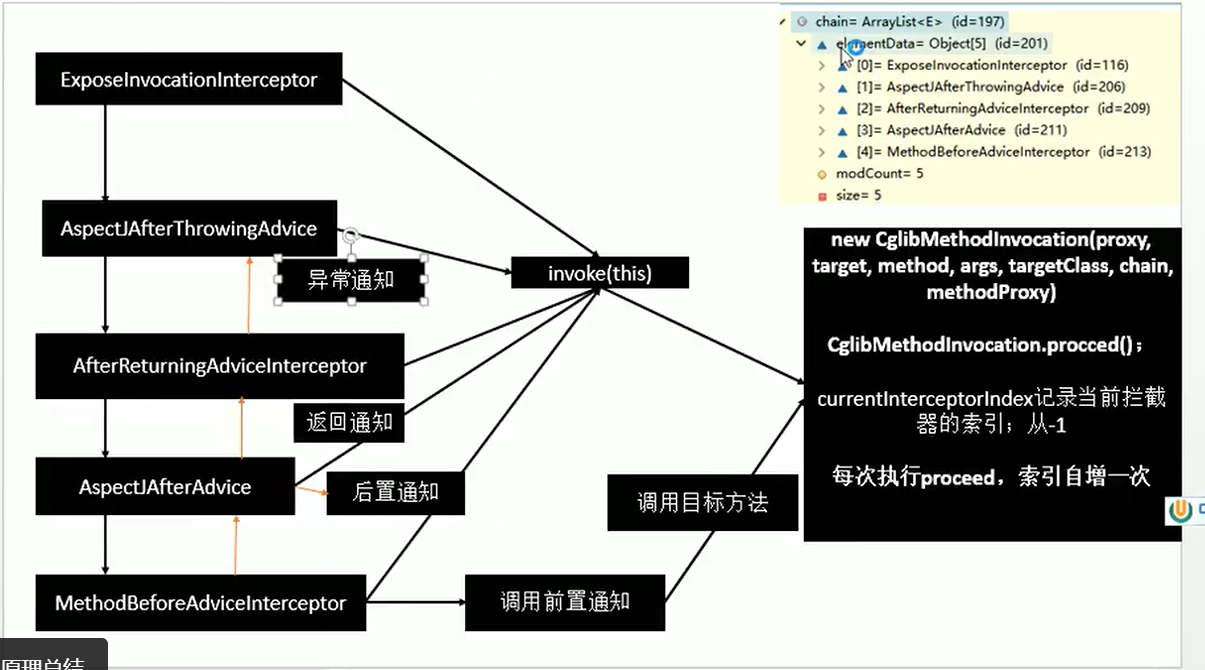 chain= ArrayList<E> (id=197)
elementData= Object[5] (id=201)
[0]= ExposeInvocationInterceptor (id=116)
[1]= AspectJAfterThrowingAdvice (id=206)
[2]= AfterReturningAdviceInterceptor (id=209)
[3]= AspectJAfterAdvice (id=211)
[4]= MethodBeforeAdviceInterceptor (id=213)
modCount= 5
size= 5
ExposeInvocationInterceptor
AspectJAfterThrowingAdvice
异常通知
invoke(this)
AfterReturningAdviceInterceptor
返回通知
AspectJAfterAdvice
后置通知
MethodBeforeAdviceInterceptor
调用前置通知
调用目标方法
new CglibMethodInvocation(proxy,
target, method, args, targetClass, chain,
methodProxy)
CglibMethodInvocation.procced();
currentInterceptorIndex记录当前拦截
器的索引；从-1
每次执行proceed，索引自增一次
原理总结